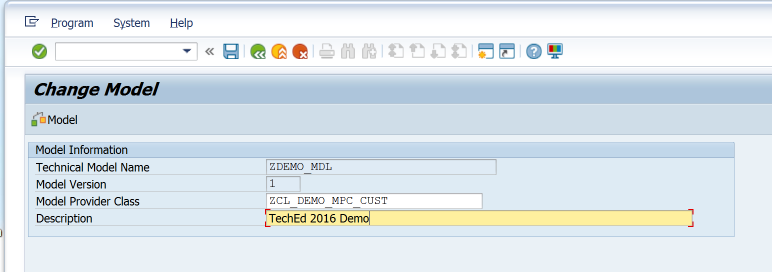 Program System Help
Change Model
Model
Model Information
Technical Model Name ZDEMO_MDL
Model Version 1
Model Provider Class ZCL_DEMO_MPC_CUST
Description TechEd 2016 Demo